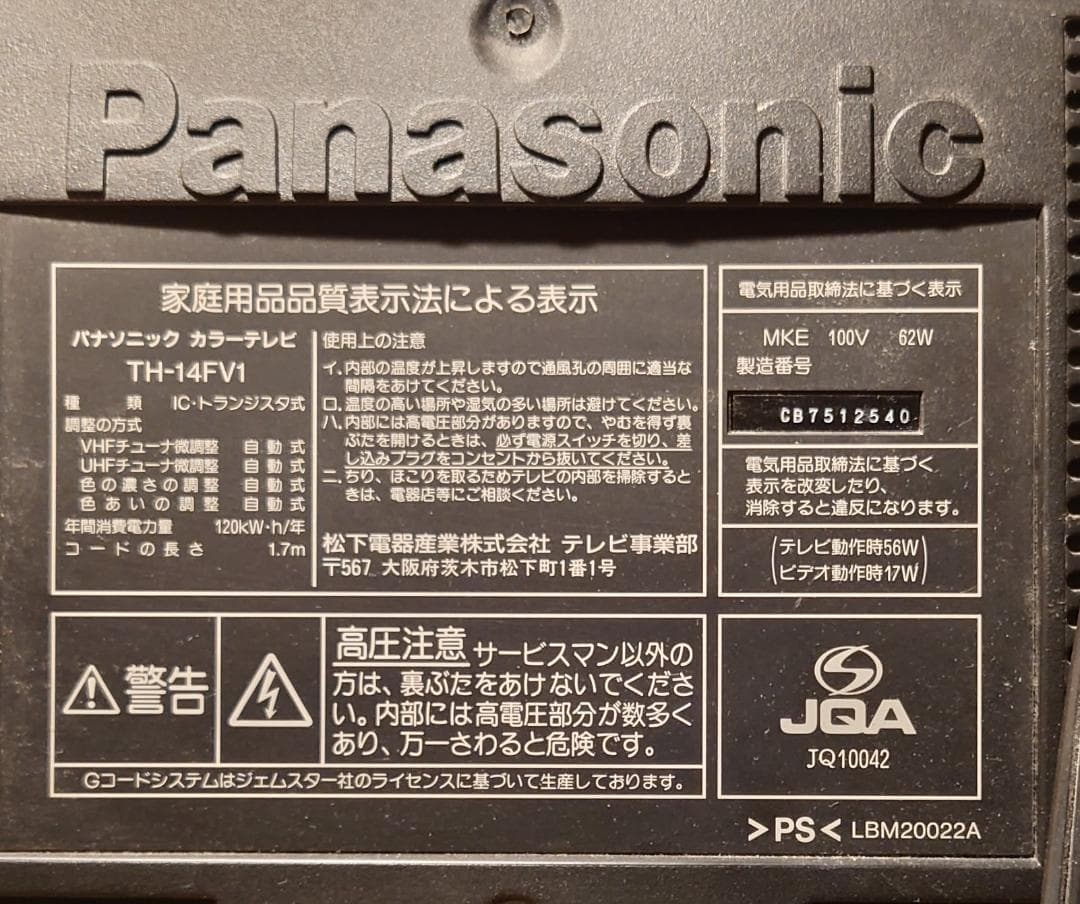 Panasonic
家庭用品品質表示法による表示
パナソニック カラーテレビ
TH-14FV1
種類 IC・トランジスタ式
調整の方式
VHFチューナ微調整 自動式
UHFチューナ微調整 自動式
色の濃さの調整 自動式
色あいの調整 自動式
年間消費電力量 120kW・h/年
コードの長さ 1.7m
使用上の注意
イ.内部の温度が上昇しますので通風孔の周囲に適当な
間隔をあけてください。
ロ.温度の高い場所や湿気の多い場所は避けてください。
ハ.内部には高電圧部分がありますので、やむを得ず裏
ぶたを開けるときは、必ず電源スイッチを切り、差
し込みプラグをコンセントから抜いてください。
ニ.ちり、ほこりを取るためテレビの内部を掃除すると
きは、電器店等にご相談ください。
松下電器産業株式会社 テレビ事業部
〒567 大阪府茨木市松下町1番1号
電気用品取締法に基づく表示
MKE 100V 62W
製造番号
CB7512540
電気用品取締法に基づく
表示を改変したり、
消除すると違反になります。
(テレビ動作時56W
ビデオ動作時17W)
警告
高圧注意 サービスマン以外の
方は、裏ぶたをあけないでくださ
い。内部には高電圧部分が数多く
あり、万一さわると危険です。
Gコードシステムはジェムスター社のライセンスに基づいて生産しております。
JQA
JQ10042
>PS< LBM20022A